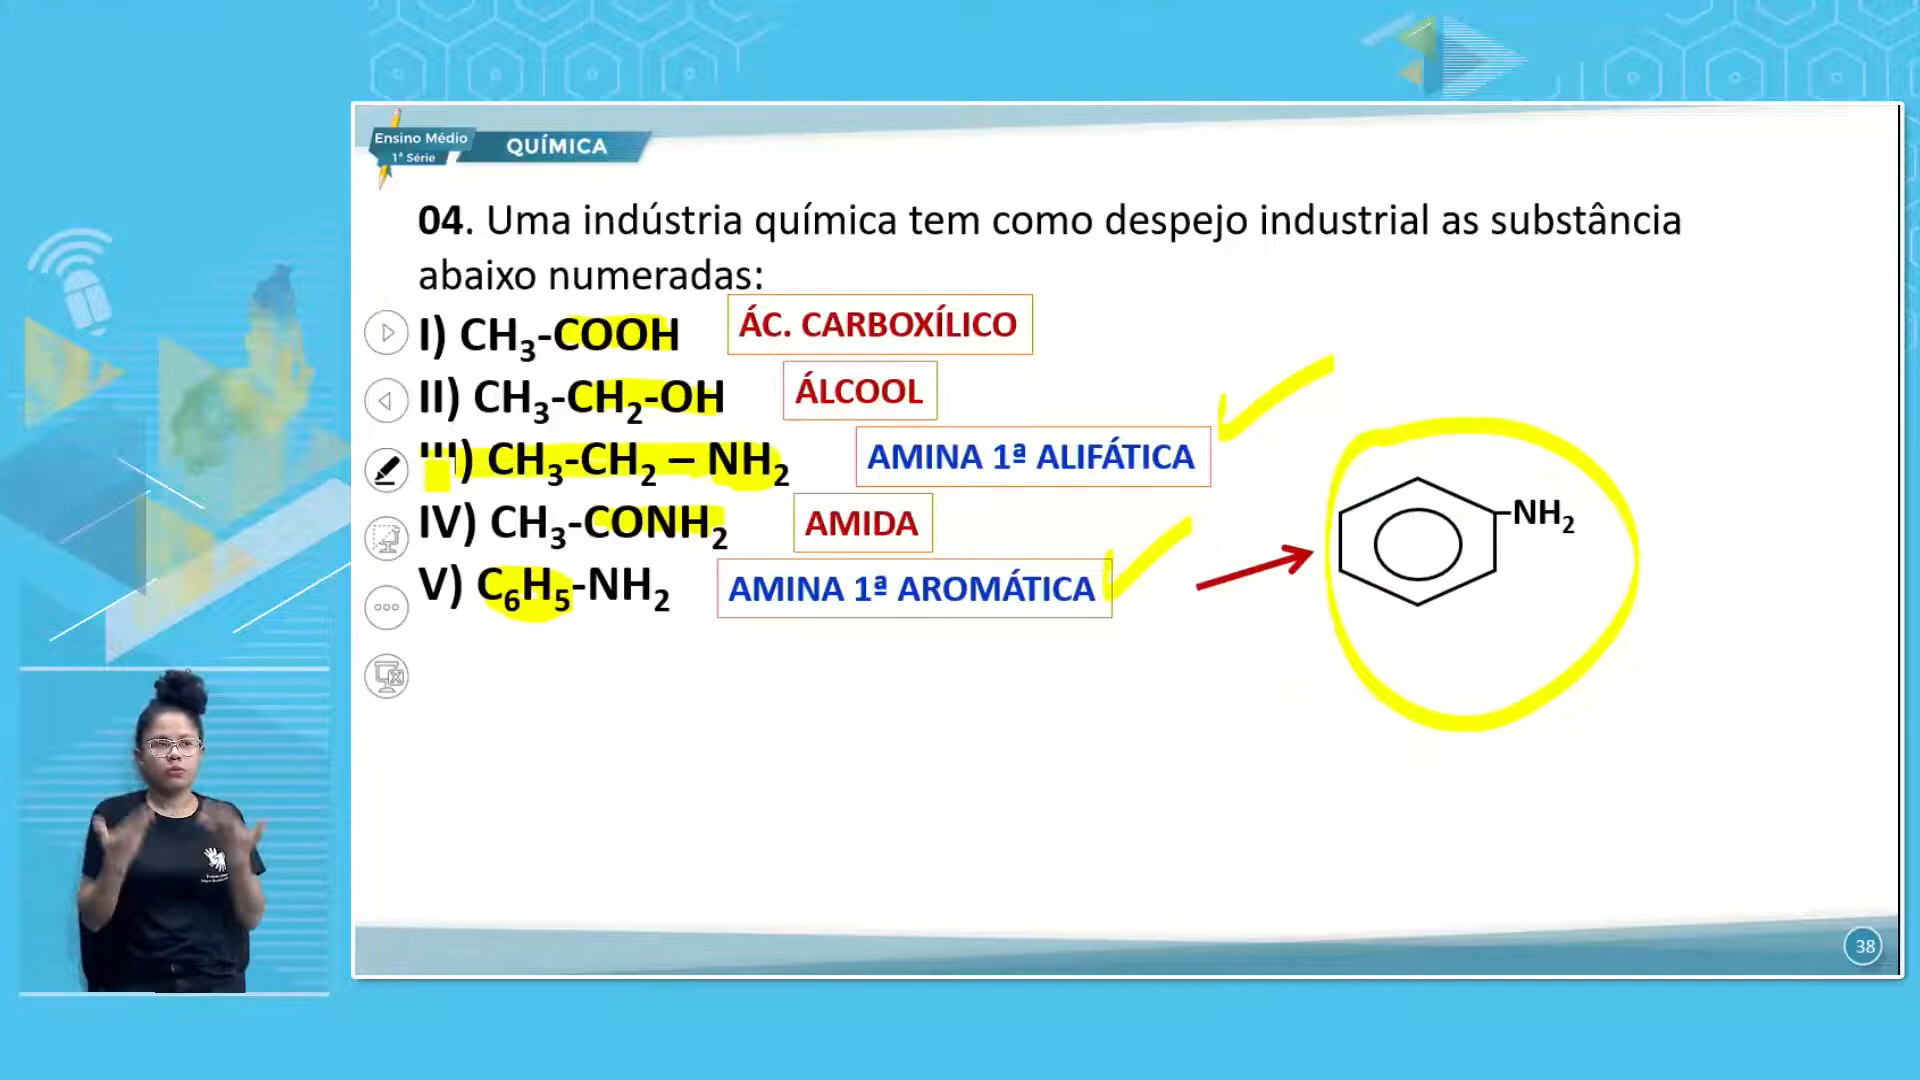 Ensino Médio
1ª Série
QUÍMICA
04. Uma indústria química tem como despejo industrial as substância
abaixo numeradas:
I) CH3-COOH ÁC. CARBOXÍLICO
II) CH3-CH2-OH ÁLCOOL
III) CH3-CH2 – NH2 AMINA 1ª ALIFÁTICA
IV) CH3-CONH2 AMIDA
V) C6H5-NH2 AMINA 1ª AROMÁTICA
-NH2
38